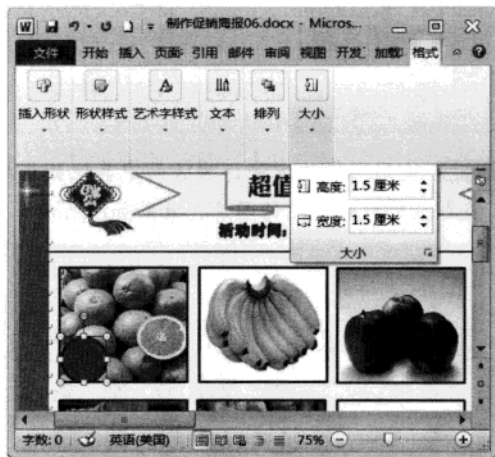 制作促销海报06.docx - Micros...
文件 开始 插入 页面 引用 邮件 审阅 视图 开发 加载 格式
插入形状 形状样式 艺术字样式 文本 排列 大小
高度: 1.5 厘米
宽度: 1.5 厘米
大小
超值
活动时间:
字数: 0 英语(美国) 75%